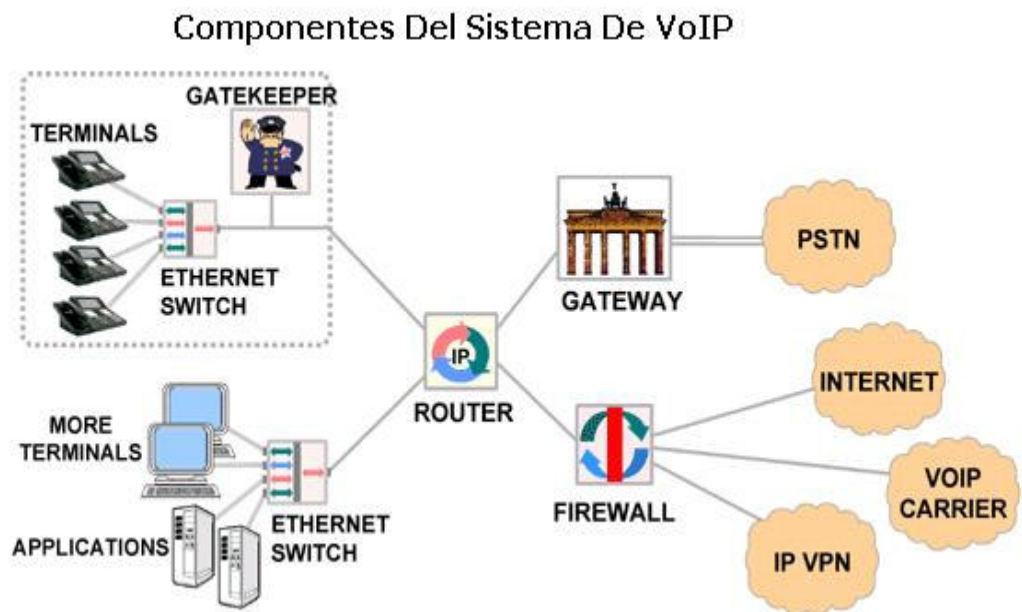 Componentes Del Sistema De VoIP
GATEKEEPER
TERMINALS
ETHERNET
SWITCH
PSTN
GATEWAY
IP
ROUTER
INTERNET
MORE
TERMINALS
VOIP
CARRIER
FIREWALL
ETHERNET
SWITCH
APPLICATIONS
IP VPN